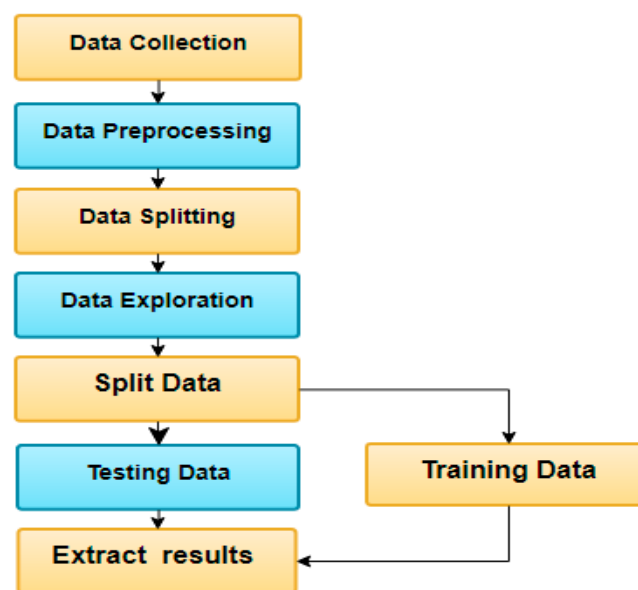 Data Collection
Data Preprocessing
Data Splitting
Data Exploration
Split Data
Testing Data
Training Data
Extract results